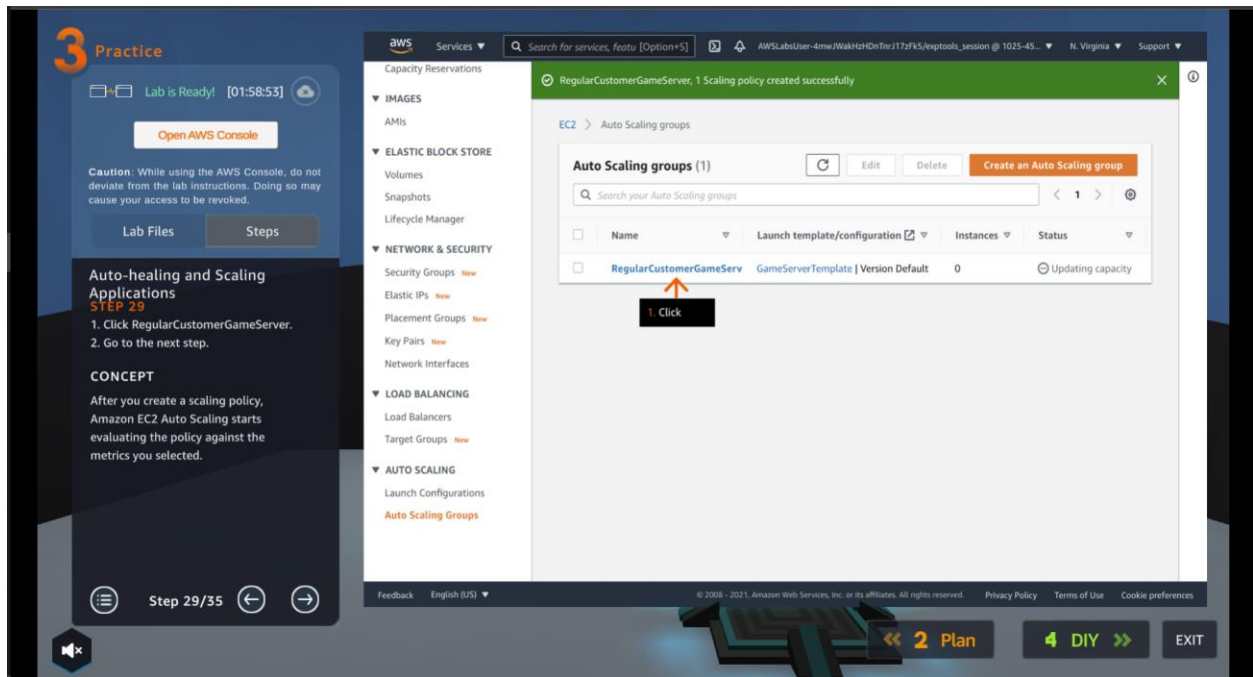 3 Practice
Lab is Ready! [01:58:53]
Open AWS Console
Caution: While using the AWS Console, do not
deviate from the lab instructions. Doing so may
cause your access to be revoked.
Lab Files Steps
Auto-healing and Scaling
Applications
STEP 29
1. Click RegularCustomerGameServer.
2. Go to the next step.
CONCEPT
After you create a scaling policy,
Amazon EC2 Auto Scaling starts
evaluating the policy against the
metrics you selected.
Step 29/35
aws Services ▼ Search for services, featu [Option+S] AWSLabsUser-4mwJWakHzHDnTnrJ17zFkS/exptools_session @ 1025-45... ▼ N. Virginia ▼ Support ▼
Capacity Reservations
▼ IMAGES
AMIs
▼ ELASTIC BLOCK STORE
Volumes
Snapshots
Lifecycle Manager
▼ NETWORK & SECURITY
Security Groups New
Elastic IPs New
Placement Groups New
Key Pairs New
Network Interfaces
▼ LOAD BALANCING
Load Balancers
Target Groups New
▼ AUTO SCALING
Launch Configurations
Auto Scaling Groups
RegularCustomerGameServer, 1 Scaling policy created successfully
EC2 > Auto Scaling groups
Auto Scaling groups (1) Edit Delete Create an Auto Scaling group
Search your Auto Scaling groups < 1 >
Name Launch template/configuration Instances Status
RegularCustomerGameServ GameServerTemplate | Version Default 0 Updating capacity
1. Click
Feedback English (US) ▼ © 2008 - 2021, Amazon Web Services, Inc. or its affiliates. All rights reserved. Privacy Policy Terms of Use Cookie preferences
« 2 Plan 4 DIY » EXIT